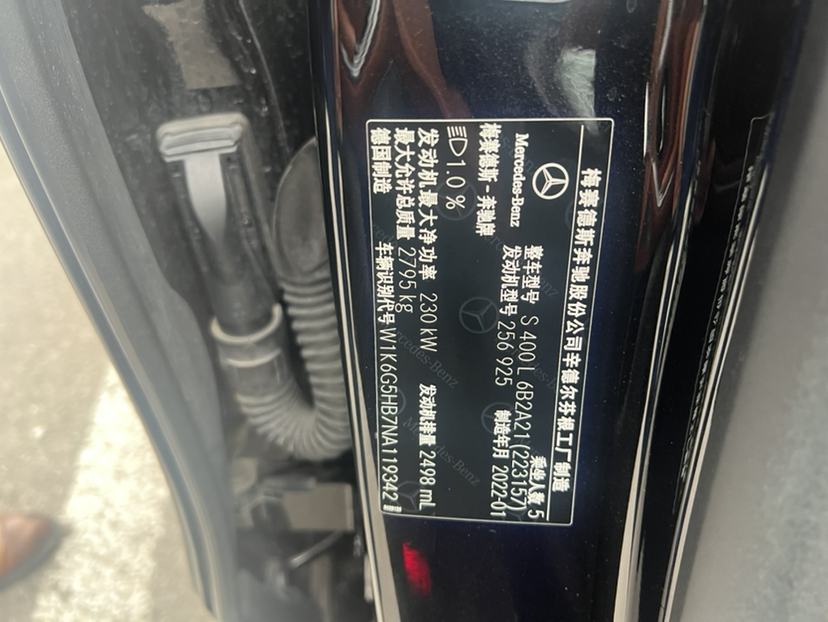 梅赛德斯奔驰股份公司辛德尔芬根工厂制造
Mercedes-Benz
梅赛德斯-奔驰牌
乘坐人数 5
整车型号 S 400 L 6B2A21 (223157)
发动机型号 256 925
制造年月 2022-01
1.0 %
发动机最大净功率 230 kW
发动机排量 2498 mL
最大允许总质量 2795 kg
德国制造
车辆识别代号 W1K6G5HB7NA119342